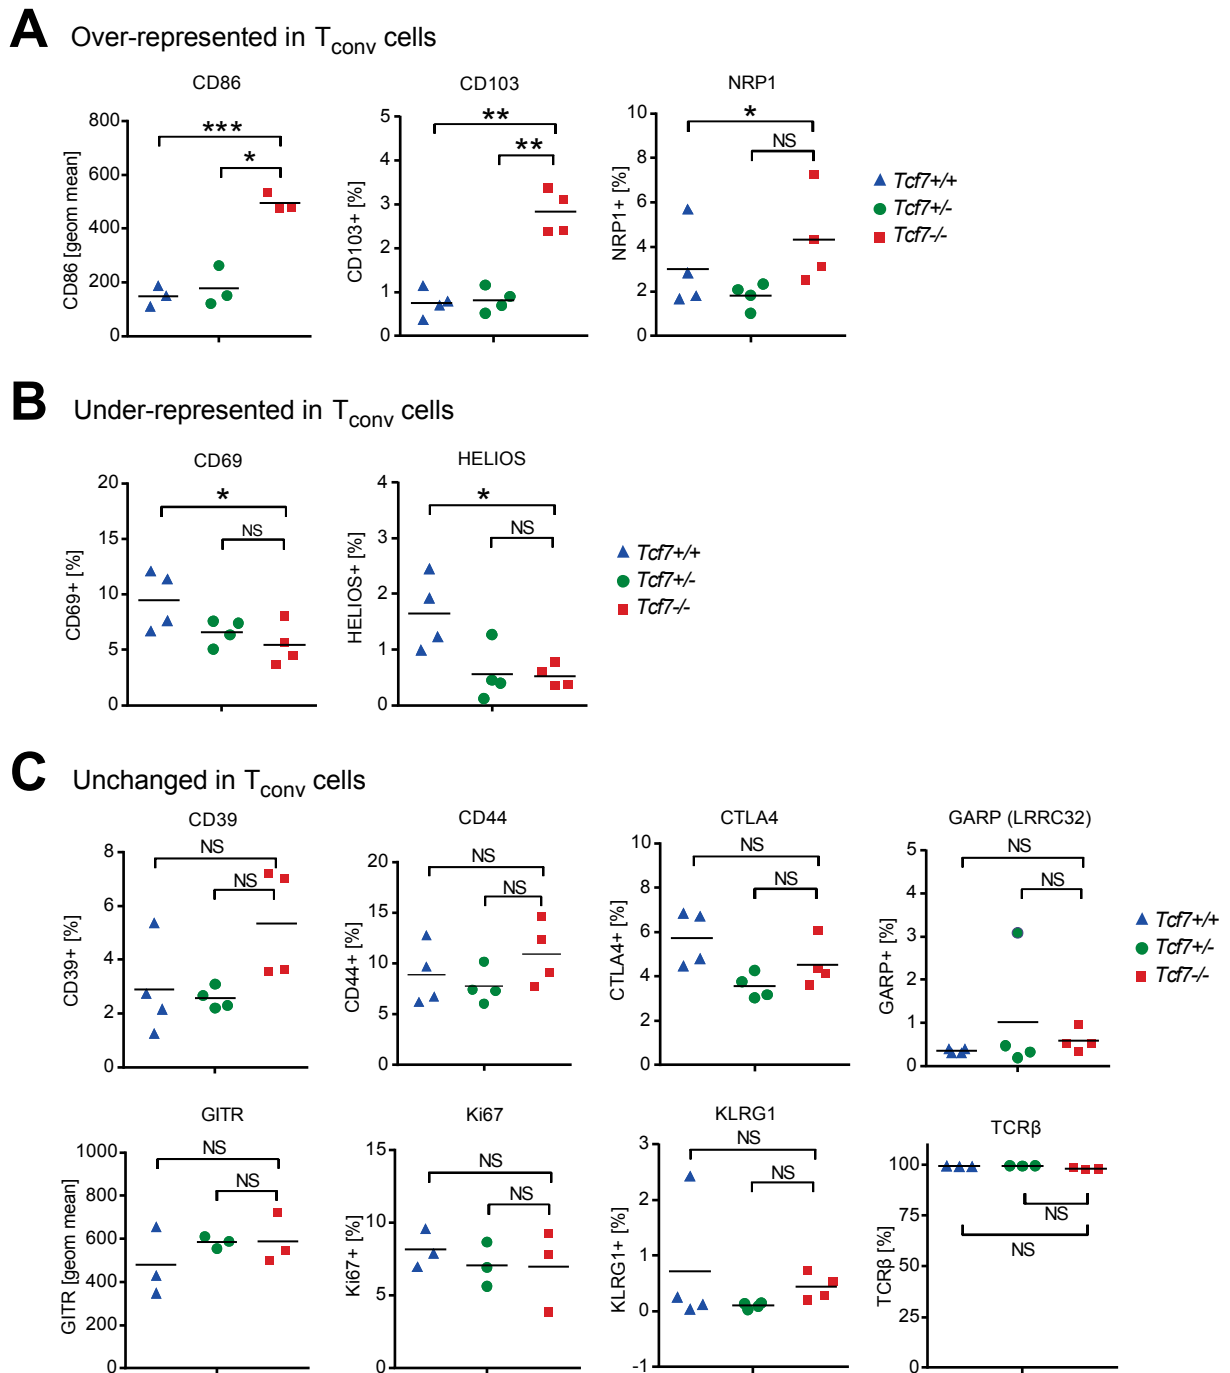 A Over-represented in Tconv cells
CD86
CD103
NRP1
CD86 [geom mean]
800
600
400
200
0
***
*
CD103+ [%]
5
4
3
2
1
0
**
**
NRP1+ [%]
10
8
6
4
2
0
*
NS
Tcf7+/+
Tcf7+/-
Tcf7-/-
B Under-represented in Tconv cells
CD69
HELIOS
CD69+ [%]
20
15
10
5
0
*
NS
HELIOS+ [%]
4
3
2
1
0
*
NS
Tcf7+/+
Tcf7+/-
Tcf7-/-
C Unchanged in Tconv cells
CD39
CD44
CTLA4
GARP (LRRC32)
CD39+ [%]
8
6
4
2
0
NS
NS
CD44+ [%]
20
15
10
5
0
NS
NS
CTLA4+ [%]
10
8
6
4
2
0
NS
NS
GARP+ [%]
5
4
3
2
1
0
NS
NS
Tcf7+/+
Tcf7+/-
Tcf7-/-
GITR
Ki67
KLRG1
TCRβ
GITR [geom mean]
1000
800
600
400
200
0
NS
NS
Ki67+ [%]
15
10
5
0
NS
NS
KLRG1+ [%]
3
2
1
0
-1
NS
NS
TCRβ [%]
100
75
50
25
0
NS
NS